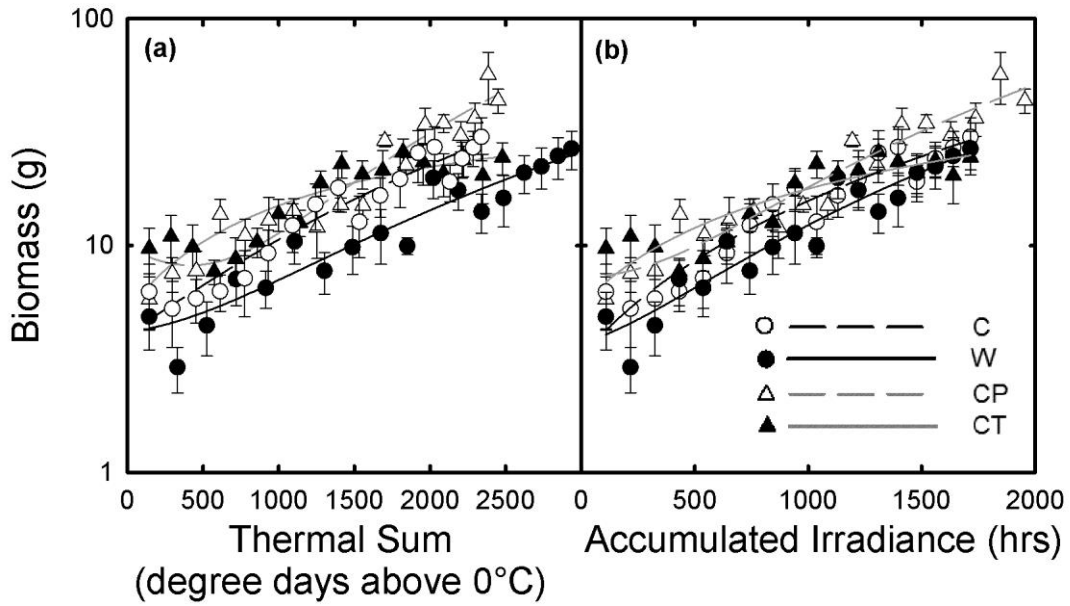 100
(a)
(b)
Biomass (g)
10
C
W
CP
CT
1
0 500 1000 1500 2000 2500 0 500 1000 1500 2000
Thermal Sum
(degree days above 0°C)
Accumulated Irradiance (hrs)